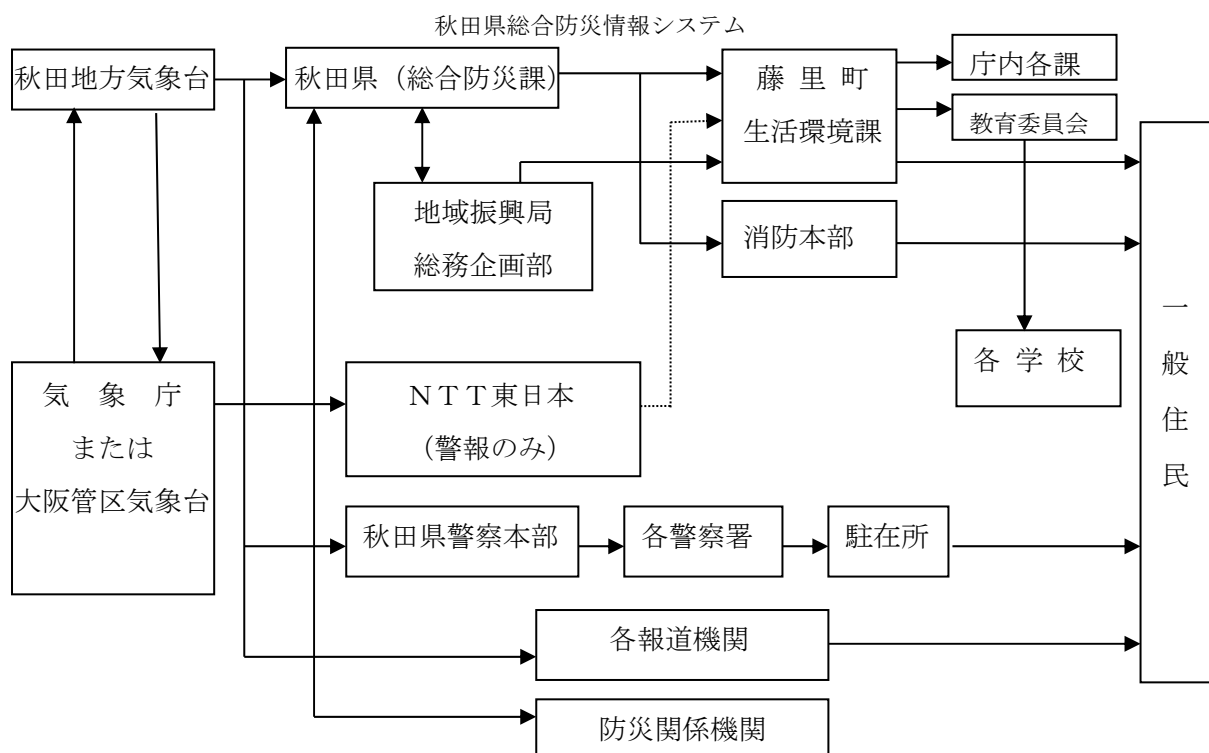 秋田県総合防災情報システム
秋田地方気象台
秋田県（総合防災課）
藤 里 町
生活環境課
庁内各課
教育委員会
地域振興局
総務企画部
消防本部
各 学 校
一
般
住
民
気 象 庁
または
大阪管区気象台
ＮＴＴ東日本
（警報のみ）
秋田県警察本部
各警察署
駐在所
各報道機関
防災関係機関